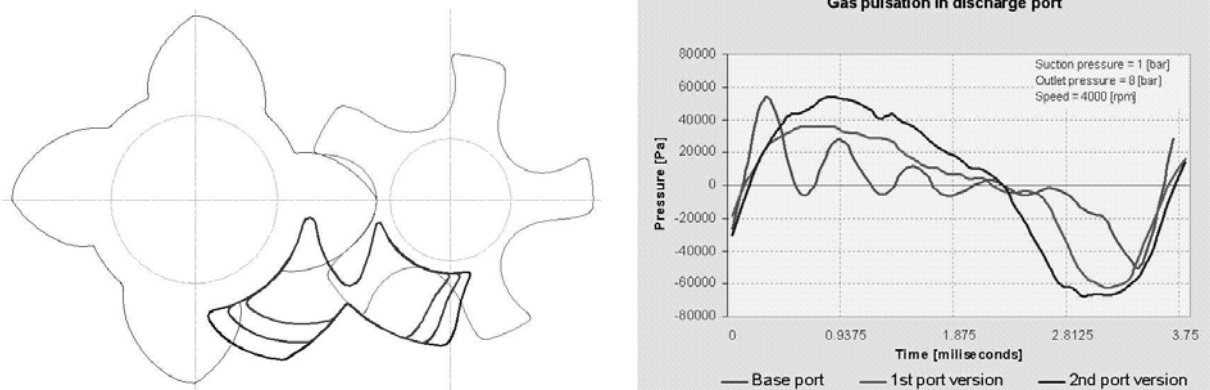 Gas pulsation in discharge port
80000
60000
40000
20000
0
-20000
-40000
-60000
-80000
Pressure [Pa]
Suction pressure = 1 [bar]
Outlet pressure = 8 [bar]
Speed = 4000 [rpm]
0 0.9375 1.875 2.8125 3.75
Time [miliseconds]
Base port 1st port version 2nd port version